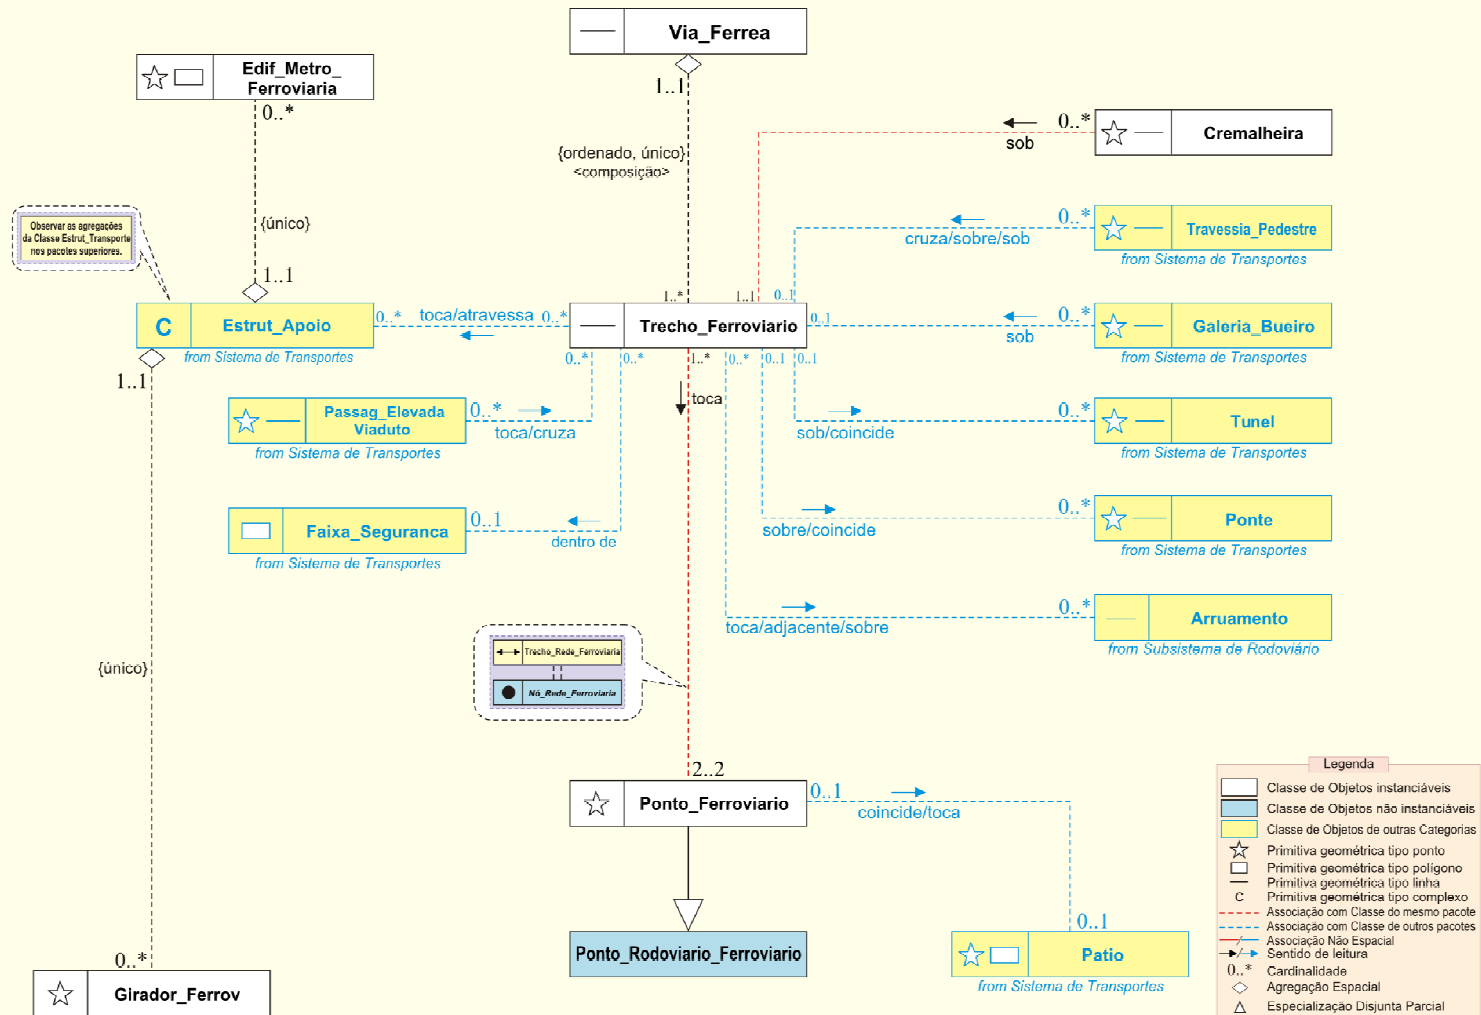 Via_Ferrea
1..1
{ordenado, único}
<composição>
Edif_Metro_
Ferroviaria
0..*
{único}
1..1
Observar as agregações
da Classe Estrut_Transporte
nos pacotes superiores.
Cremalheira
0..*
sob
Travessia_Pedestre
from Sistema de Transportes
0..*
cruza/sobre/sob
C
Estrut_Apoio
from Sistema de Transportes
0..*
toca/atravessa
0..*
1..*
1..1
0..1
Trecho_Ferroviario
0..1
sob
0..*
Galeria_Bueiro
from Sistema de Transportes
0..*
0..*
1..*
0..*
0..1
0..1
1..1
toca
Passag_Elevada
Viaduto
from Sistema de Transportes
0..*
toca/cruza
sob/coincide
0..*
Tunel
from Sistema de Transportes
Faixa_Seguranca
from Sistema de Transportes
0..1
dentro de
sobre/coincide
0..*
Ponte
from Sistema de Transportes
toca/adjacente/sobre
0..*
Arruamento
from Subsistema de Rodoviário
{único}
Trecho_Rede_Ferroviaria
Nó_Rede_Ferroviaria
2..2
Ponto_Ferroviario
0..1
coincide/toca
0..1
Ponto_Rodoviario_Ferroviario
Patio
from Sistema de Transportes
0..*
Girador_Ferrov
Legenda
Classe de Objetos instanciáveis
Classe de Objetos não instanciáveis
Classe de Objetos de outras Categorias
Primitiva geométrica tipo ponto
Primitiva geométrica tipo polígono
Primitiva geométrica tipo linha
C Primitiva geométrica tipo complexo
Associação com Classe do mesmo pacote
Associação com Classe de outros pacotes
Associação Não Espacial
Sentido de leitura
0..* Cardinalidade
Agregação Espacial
Especialização Disjunta Parcial